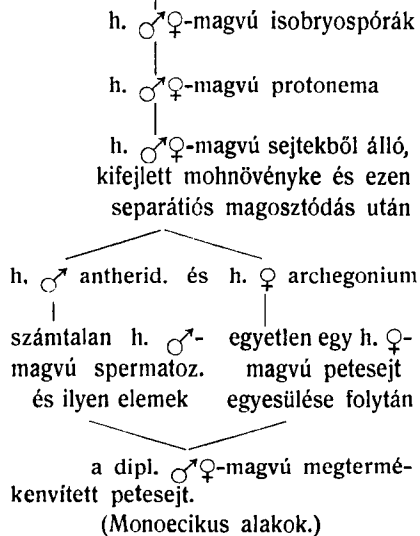 h. ♂♀-magvú isobryospórák
h. ♂♀-magvú protonema
h. ♂♀-magvú sejtekből álló,
kifejlett mohnövényke és ezen
separátiós magosztódás után
h. ♂ antherid. és h. ♀ archegonium
számtalan h. ♂- egyetlen egy h. ♀-
magvú spermatoz. magvú petesejt
és ilyen elemek egyesülése folytán
a dipl. ♂♀-magvú megtermé-
kenvített petesejt.
(Monoecikus alakok.)